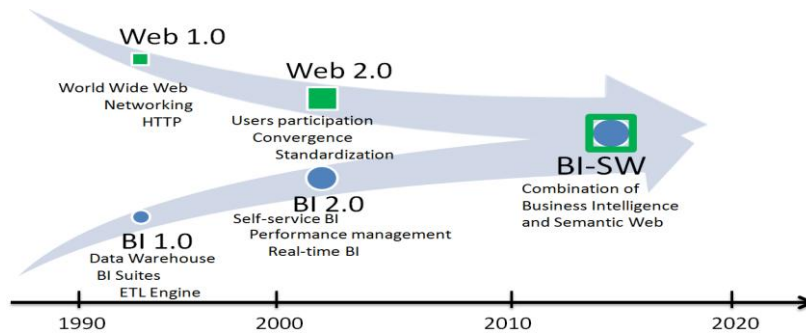 Web 1.0
World Wide Web
Networking
HTTP
Web 2.0
Users participation
Convergence
Standardization
BI-SW
Combination of
Business Intelligence
and Semantic Web
BI 2.0
Self-service BI
Performance management
Real-time BI
BI 1.0
Data Warehouse
BI Suites
ETL Engine
1990
2000
2010
2020